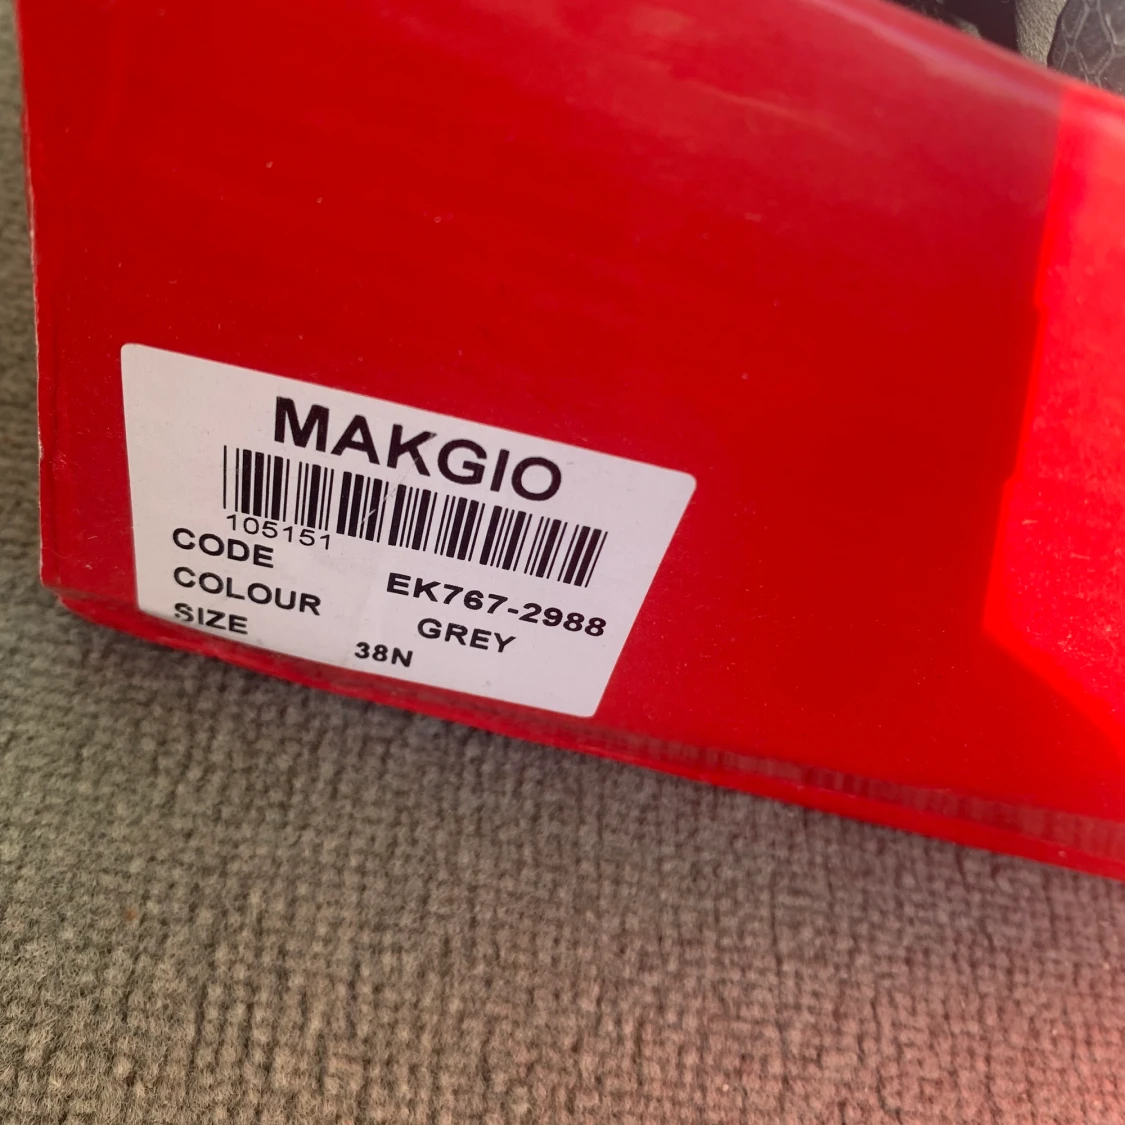 MAKGIO
105151
CODE EK767-2988
COLOUR GREY
SIZE 38N